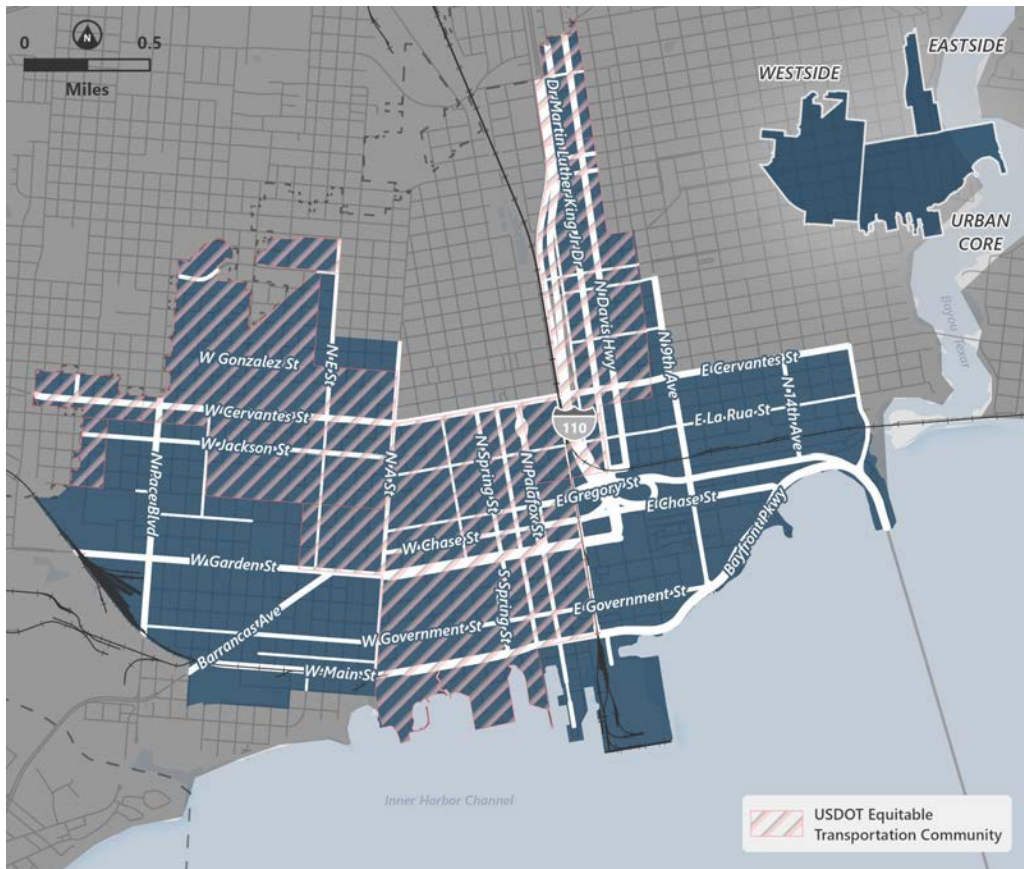 N
0 0.5
Miles
EASTSIDE
WESTSIDE
URBAN
CORE
Dr Martin Luther King Jr Dr
N Davis Hwy
N 9th Ave
N 14th Ave
Bayou Texar
W Gonzalez St
N E St
E Cervantes St
W Cervantes St
E La Rua St
110
W Jackson St
N A St
N Spring St
N Palafox St
N Pace Blvd
E Gregory St
E Chase St
W Chase St
Bayfront Pkwy
W Garden St
S Spring St
E Government St
W Government St
Barrancas Ave
W Main St
Inner Harbor Channel
USDOT Equitable
Transportation Community